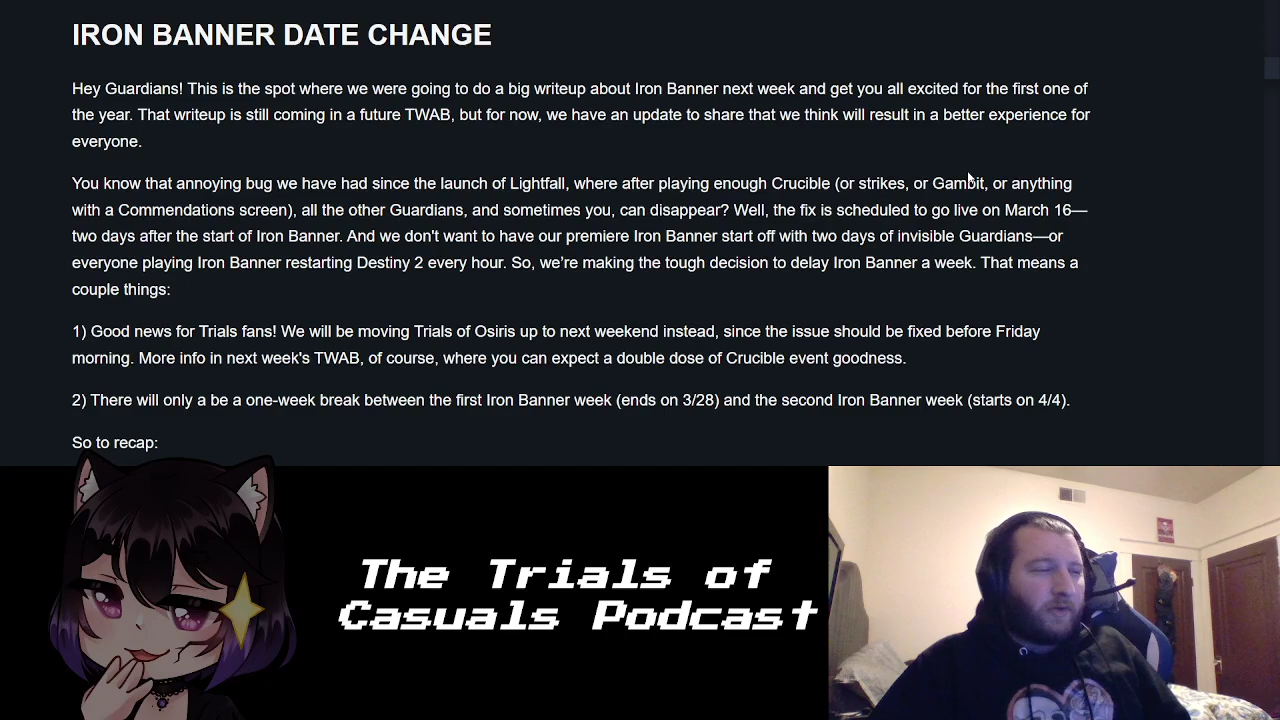 IRON BANNER DATE CHANGE
Hey Guardians! This is the spot where we were going to do a big writeup about Iron Banner next week and get you all excited for the first one of
the year. That writeup is still coming in a future TWAB, but for now, we have an update to share that we think will result in a better experience for
everyone.
You know that annoying bug we have had since the launch of Lightfall, where after playing enough Crucible (or strikes, or Gambit, or anything
with a Commendations screen), all the other Guardians, and sometimes you, can disappear? Well, the fix is scheduled to go live on March 16—
two days after the start of Iron Banner. And we don't want to have our premiere Iron Banner start off with two days of invisible Guardians—or
everyone playing Iron Banner restarting Destiny 2 every hour. So, we’re making the tough decision to delay Iron Banner a week. That means a
couple things:
1) Good news for Trials fans! We will be moving Trials of Osiris up to next weekend instead, since the issue should be fixed before Friday
morning. More info in next week's TWAB, of course, where you can expect a double dose of Crucible event goodness.
2) There will only a be a one-week break between the first Iron Banner week (ends on 3/28) and the second Iron Banner week (starts on 4/4).
So to recap:
The Trials of
Casuals Podcast